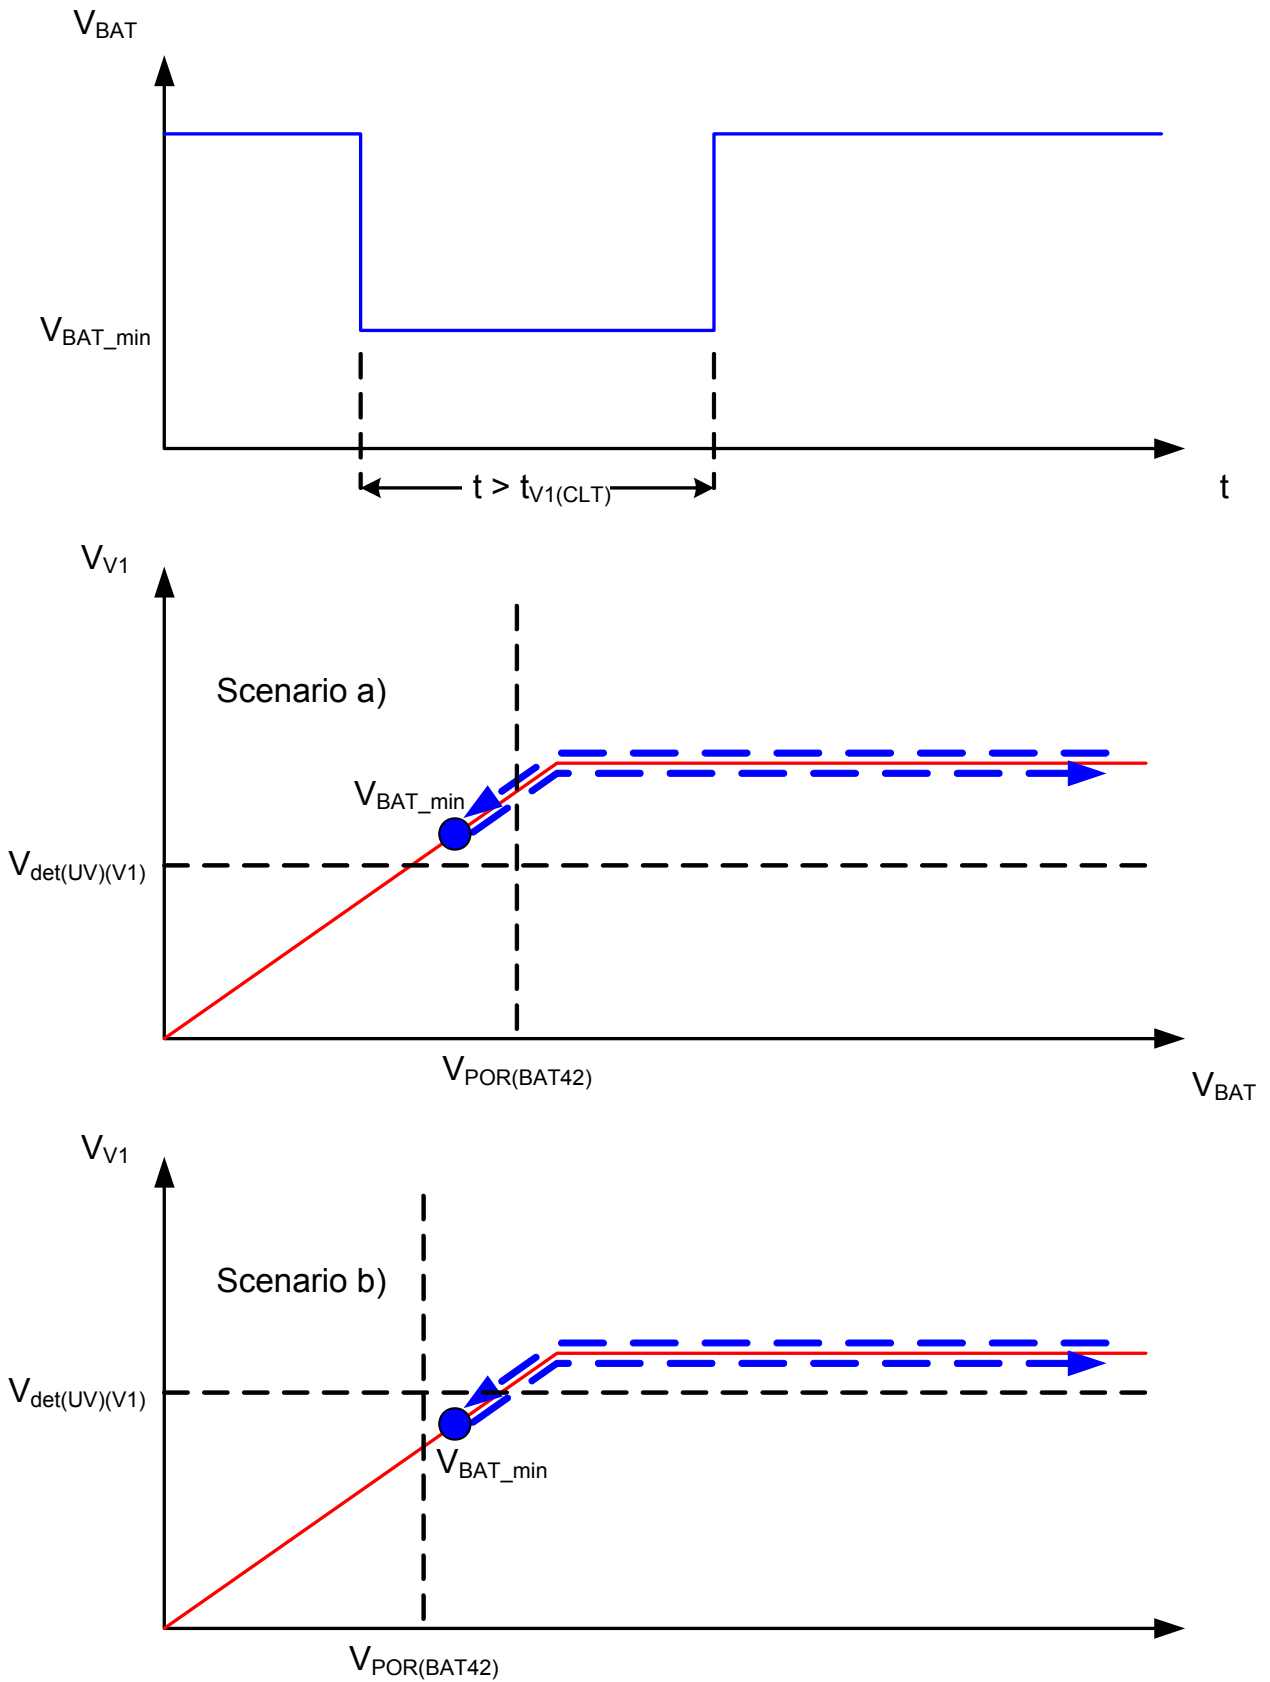 VBAT
VBAT_min
t > tV1(CLT)
t
VV1
Scenario a)
VBAT_min
Vdet(UV)(V1)
VPOR(BAT42)
VBAT
VV1
Scenario b)
Vdet(UV)(V1)
VBAT_min
VPOR(BAT42)